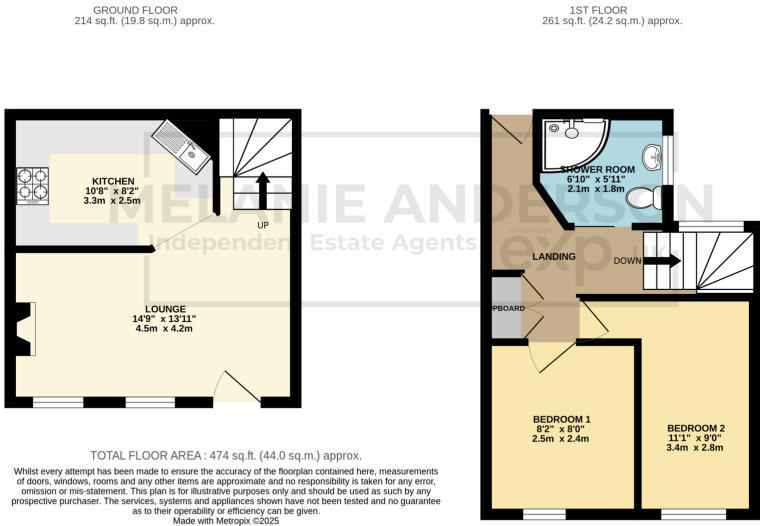 GROUND FLOOR
214 sq.ft. (19.8 sq.m.) approx.
1ST FLOOR
261 sq.ft. (24.2 sq.m.) approx.
KITCHEN
10'8" x 8'2"
3.3m x 2.5m
UP
LOUNGE
14'9" x 13'11"
4.5m x 4.2m
SHOWER ROOM
6'10" x 5'11"
2.1m x 1.8m
LANDING
DOWN
UPBOARD
BEDROOM 1
8'2" x 8'0"
2.5m x 2.4m
BEDROOM 2
11'1" x 9'0"
3.4m x 2.8m
MELANIE ANDERSON
Independent Estate Agents
POWERED BY
exp UK
TOTAL FLOOR AREA : 474 sq.ft. (44.0 sq.m.) approx.
Whilst every attempt has been made to ensure the accuracy of the floorplan contained here, measurements
of doors, windows, rooms and any other items are approximate and no responsibility is taken for any error,
omission or mis-statement. This plan is for illustrative purposes only and should be used as such by any
prospective purchaser. The services, systems and appliances shown have not been tested and no guarantee
as to their operability or efficiency can be given.
Made with Metropix ©2025